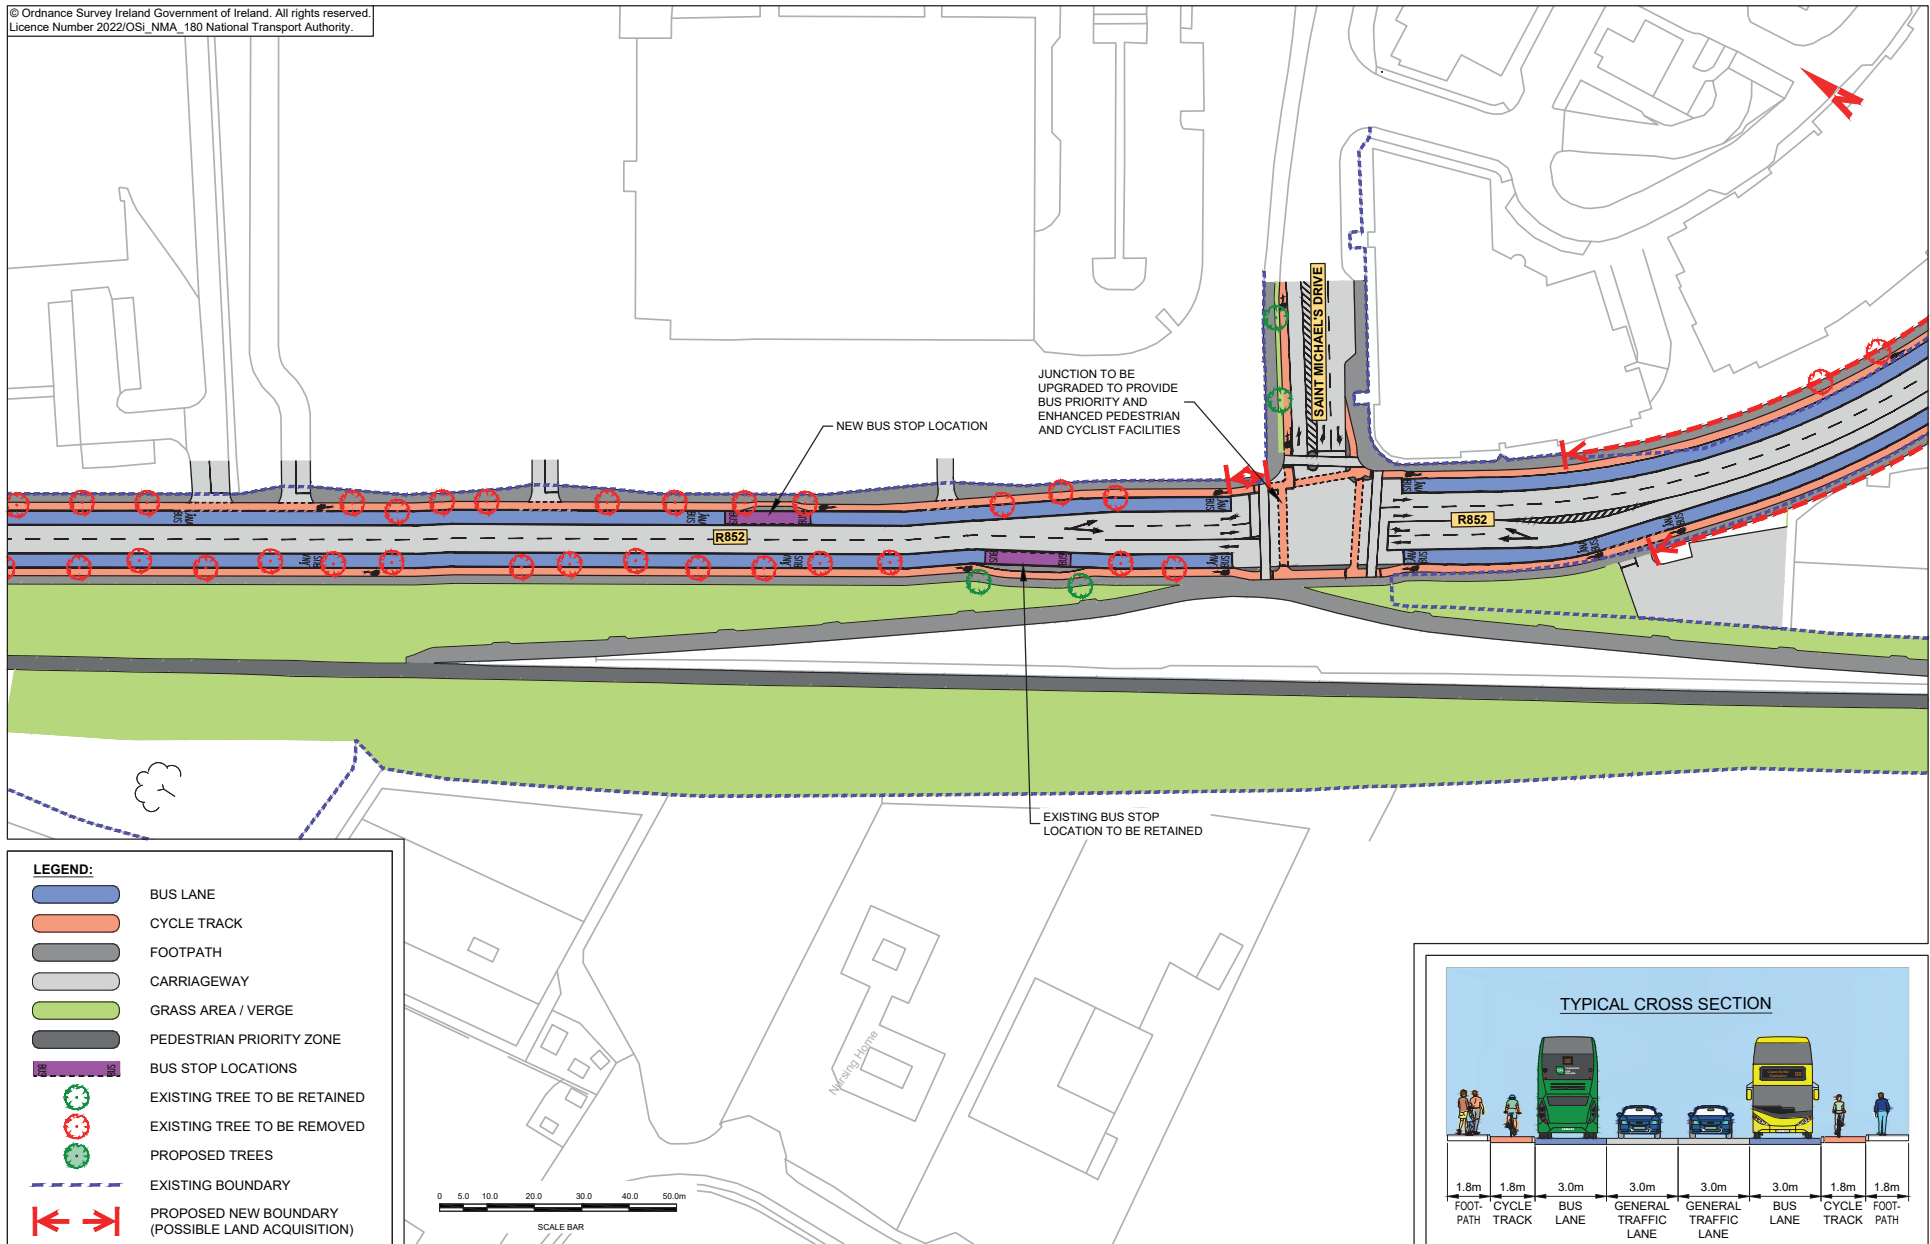 © Ordnance Survey Ireland Government of Ireland. All rights reserved.
Licence Number 2022/OSi_NMA_180 National Transport Authority.
SAINT MICHAEL'S DRIVE
JUNCTION TO BE
UPGRADED TO PROVIDE
BUS PRIORITY AND
ENHANCED PEDESTRIAN
AND CYCLIST FACILITIES
NEW BUS STOP LOCATION
R852
R852
EXISTING BUS STOP
LOCATION TO BE RETAINED
Nursing Home
LEGEND:
BUS LANE
CYCLE TRACK
FOOTPATH
CARRIAGEWAY
GRASS AREA / VERGE
PEDESTRIAN PRIORITY ZONE
BUS STOP LOCATIONS
EXISTING TREE TO BE RETAINED
EXISTING TREE TO BE REMOVED
PROPOSED TREES
EXISTING BOUNDARY
PROPOSED NEW BOUNDARY
(POSSIBLE LAND ACQUISITION)
0 5.0 10.0 20.0 30.0 40.0 50.0m
SCALE BAR
TYPICAL CROSS SECTION
1.8m 1.8m 3.0m 3.0m 3.0m 3.0m 1.8m 1.8m
FOOT- CYCLE BUS GENERAL GENERAL BUS CYCLE FOOT-
PATH TRACK LANE TRAFFIC TRAFFIC LANE TRACK PATH
LANE LANE